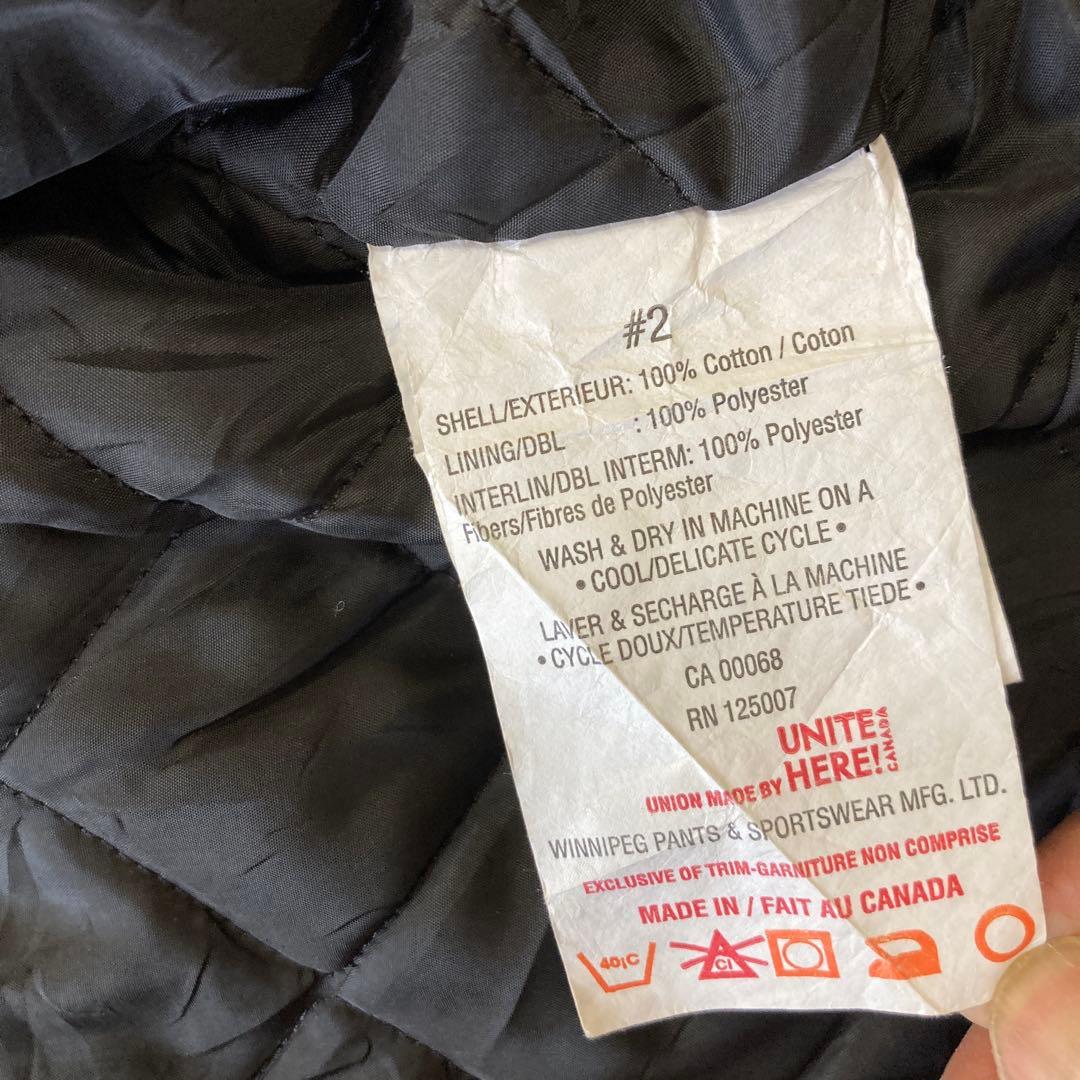 #2
SHELL/EXTERIEUR: 100% Cotton / Coton
LINING/DBL : 100% Polyester
INTERLIN/DBL INTERM: 100% Polyester
Fibers/Fibres de Polyester
WASH & DRY IN MACHINE ON A
• COOL/DELICATE CYCLE •
LAVER & SECHARGE À LA MACHINE
• CYCLE DOUX/TEMPERATURE TIEDE •
CA 00068
RN 125007
UNION MADE BY UNITE HERE! CANADA
WINNIPEG PANTS & SPORTSWEAR MFG. LTD.
EXCLUSIVE OF TRIM-GARNITURE NON COMPRISE
MADE IN / FAIT AU CANADA
40¡C Cl